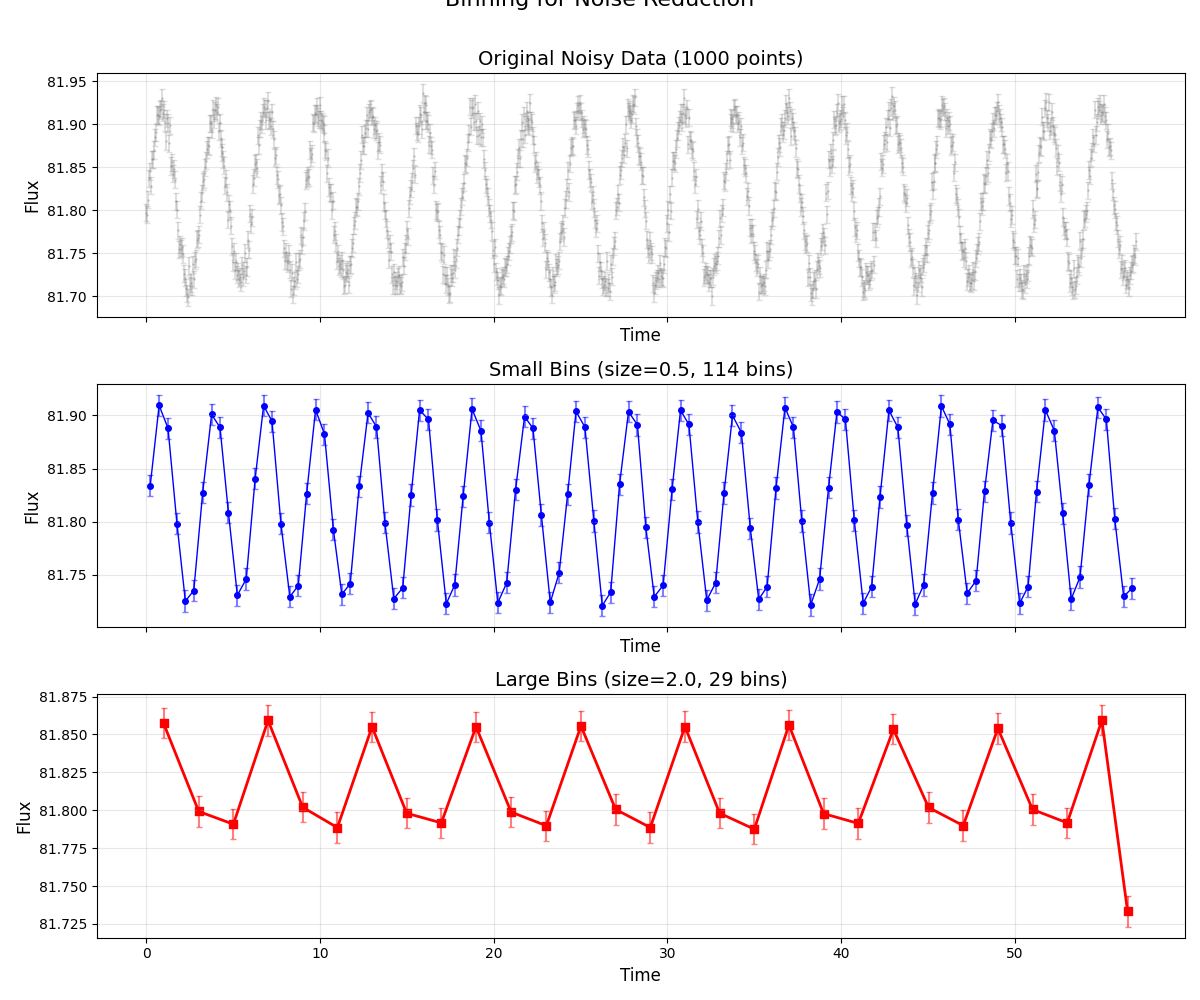 Binning for Noise Reduction
Original Noisy Data (1000 points)
81.95
81.90
81.85
81.80
81.75
81.70
Flux
Time
Small Bins (size=0.5, 114 bins)
81.90
81.85
81.80
81.75
Flux
Time
Large Bins (size=2.0, 29 bins)
81.875
81.850
81.825
81.800
81.775
81.750
81.725
Flux
0 10 20 30 40 50
Time